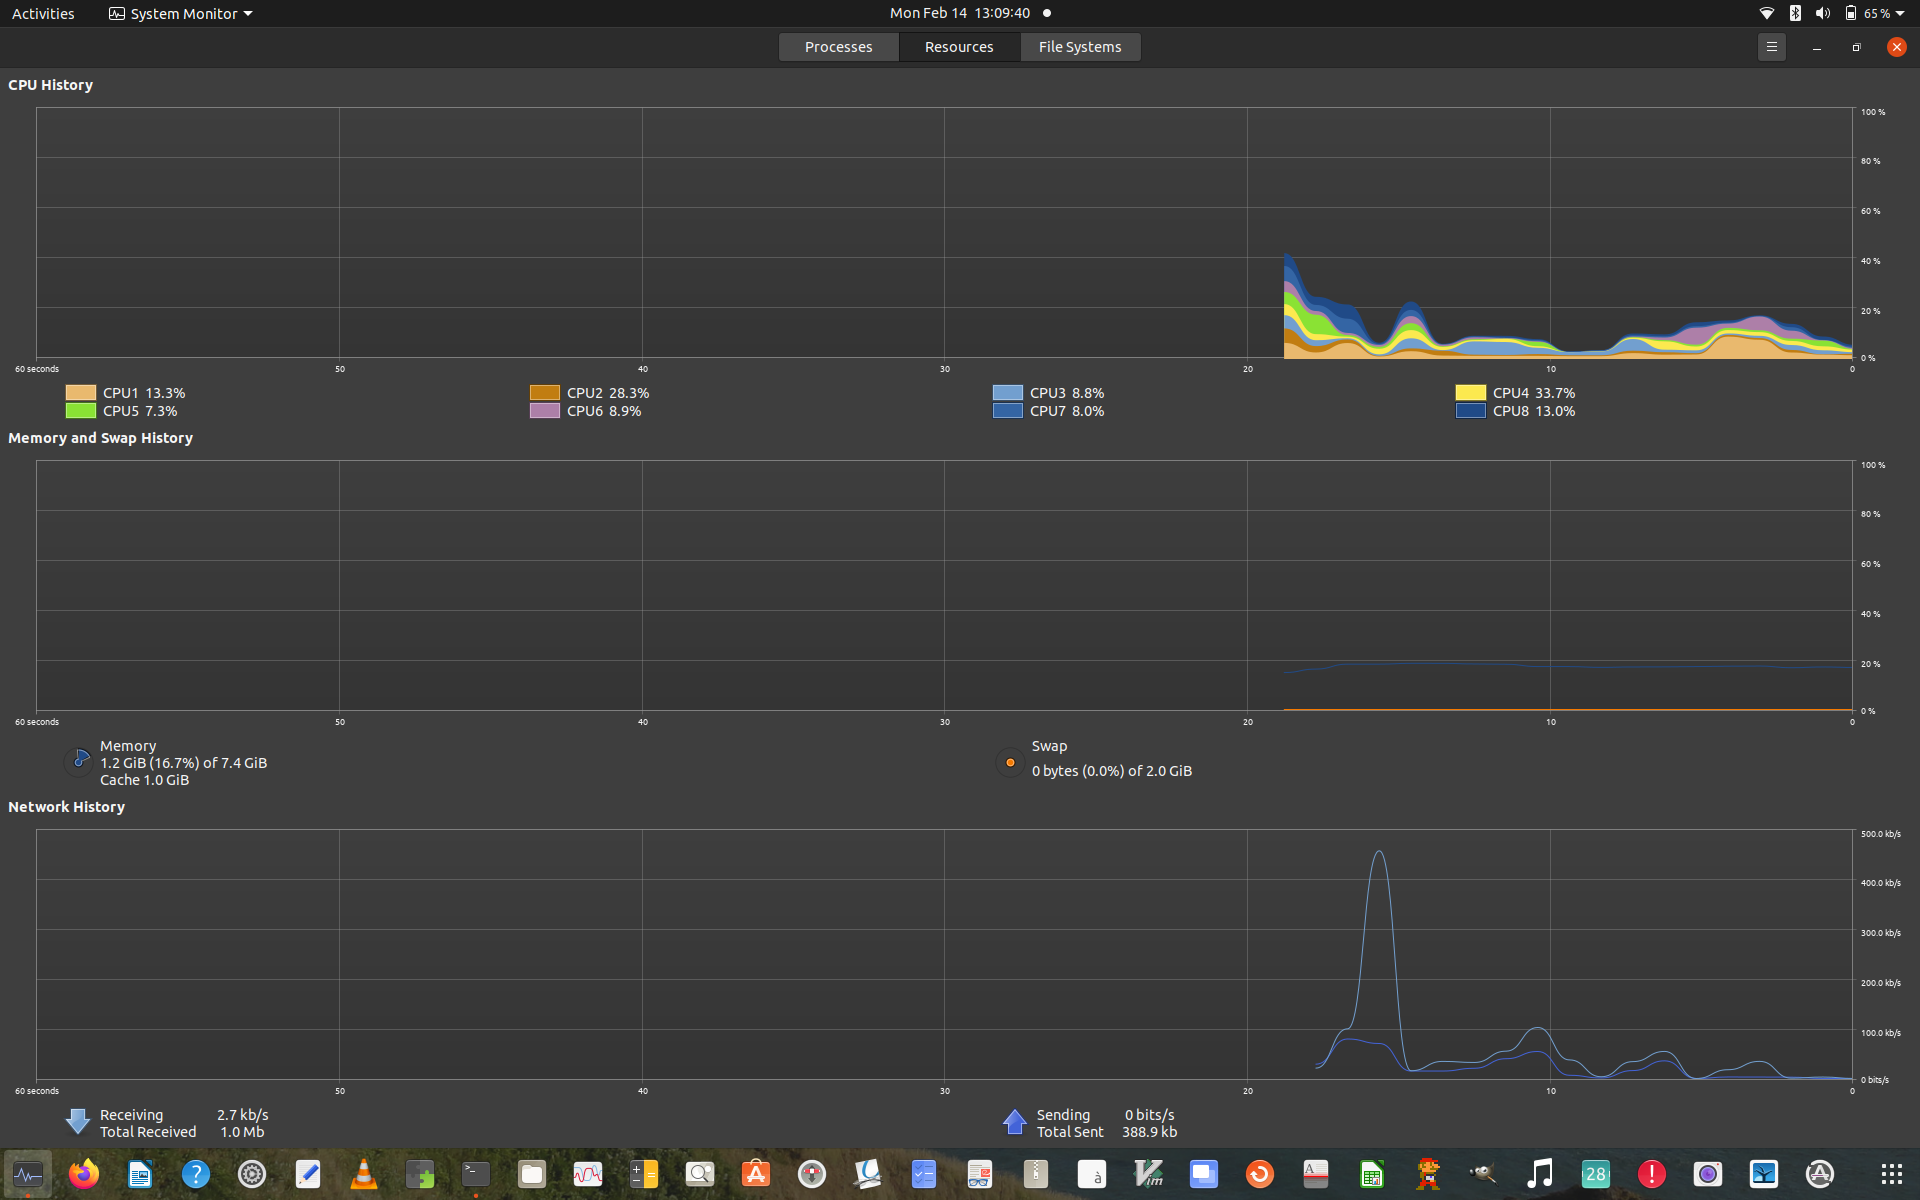 Activities System Monitor Mon Feb 14 13:09:40 65 %
Processes Resources File Systems
CPU History
100 %
80 %
60 %
40 %
20 %
0 %
60 seconds 50 40 30 20 10 0
CPU1 13.3% CPU2 28.3% CPU3 8.8% CPU4 33.7%
CPU5 7.3% CPU6 8.9% CPU7 8.0% CPU8 13.0%
Memory and Swap History
100 %
80 %
60 %
40 %
20 %
0 %
60 seconds 50 40 30 20 10 0
Memory
1.2 GiB (16.7%) of 7.4 GiB
Cache 1.0 GiB
Swap
0 bytes (0.0%) of 2.0 GiB
Network History
500.0 kb/s
400.0 kb/s
300.0 kb/s
200.0 kb/s
100.0 kb/s
0 bits/s
60 seconds 50 40 30 20 10 0
Receiving 2.7 kb/s
Total Received 1.0 Mb
Sending 0 bits/s
Total Sent 388.9 kb
? >_ à Vim A 28 !